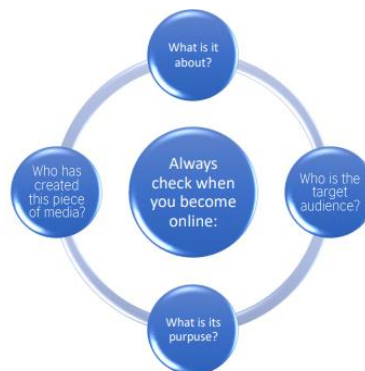 What is it
about?
Always
check when
you become
online:
Who has
created
this piece
of media?
Who is the
target
audience?
What is its
purpuse?